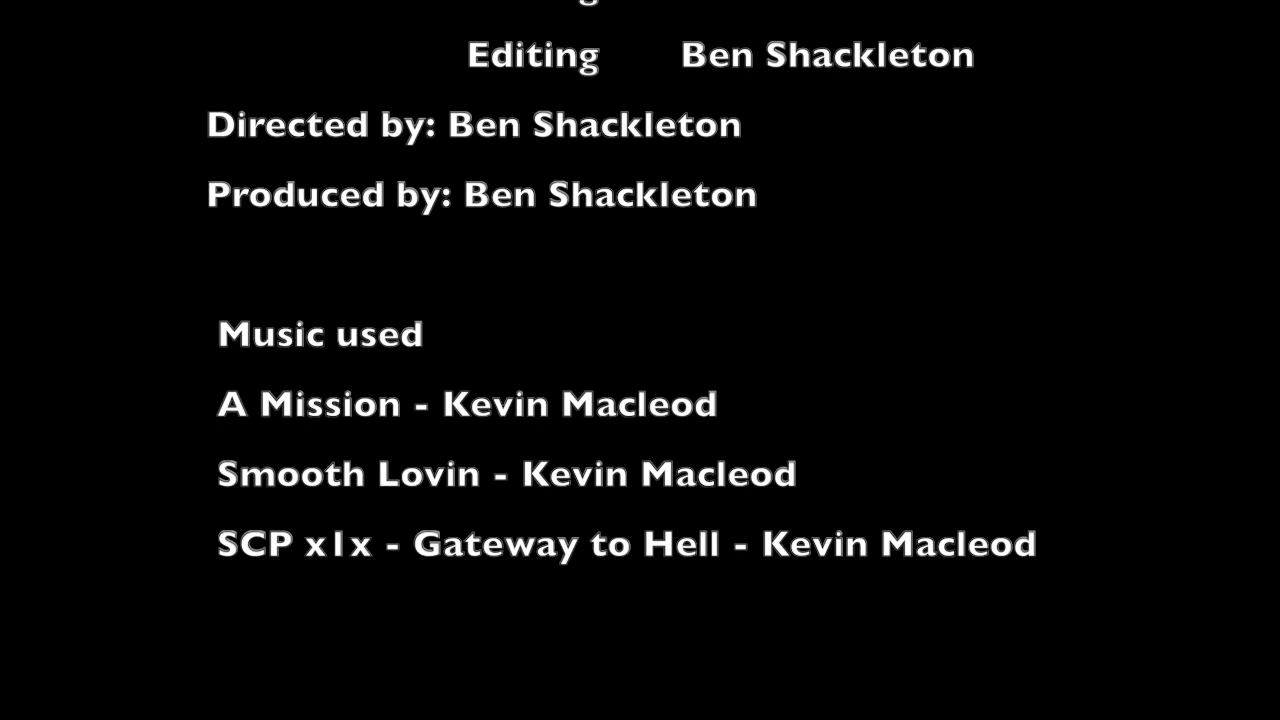 Editing Ben Shackleton
Directed by: Ben Shackleton
Produced by: Ben Shackleton
Music used
A Mission - Kevin Macleod
Smooth Lovin - Kevin Macleod
SCP x1x - Gateway to Hell - Kevin Macleod